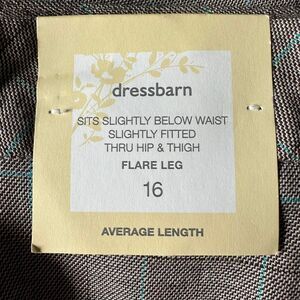 dressbarn
SITS SLIGHTLY BELOW WAIST
SLIGHTLY FITTED
THRU HIP & THIGH
FLARE LEG
16
AVERAGE LENGTH